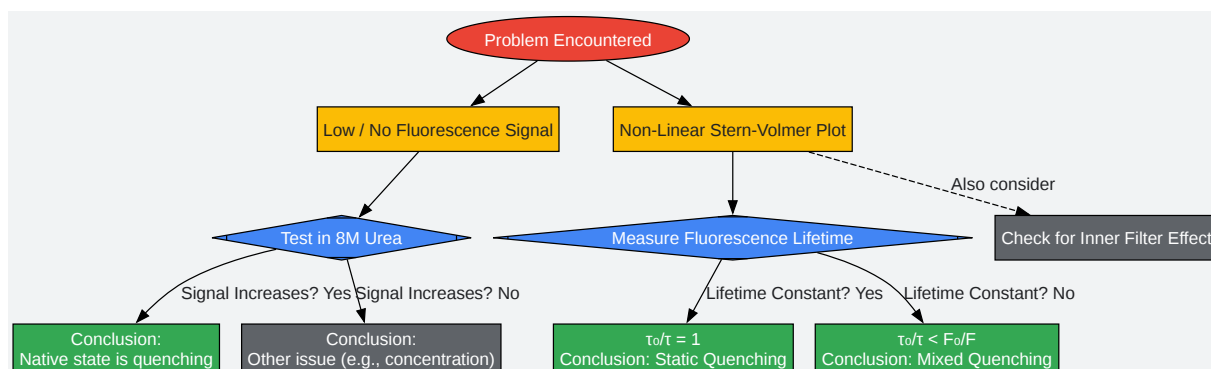 Problem Encountered
Low / No Fluorescence Signal
Non-Linear Stern-Volmer Plot
Also consider
Test in 8M Urea
Measure Fluorescence Lifetime
Check for Inner Filter Effect
Signal Increases? Yes
Signal Increases? No
Lifetime Constant? Yes
Lifetime Constant? No
Conclusion:
Native state is quenching
Conclusion:
Other issue (e.g., concentration)
τ₀/τ = 1
Conclusion: Static Quenching
τ₀/τ < F₀/F
Conclusion: Mixed Quenching